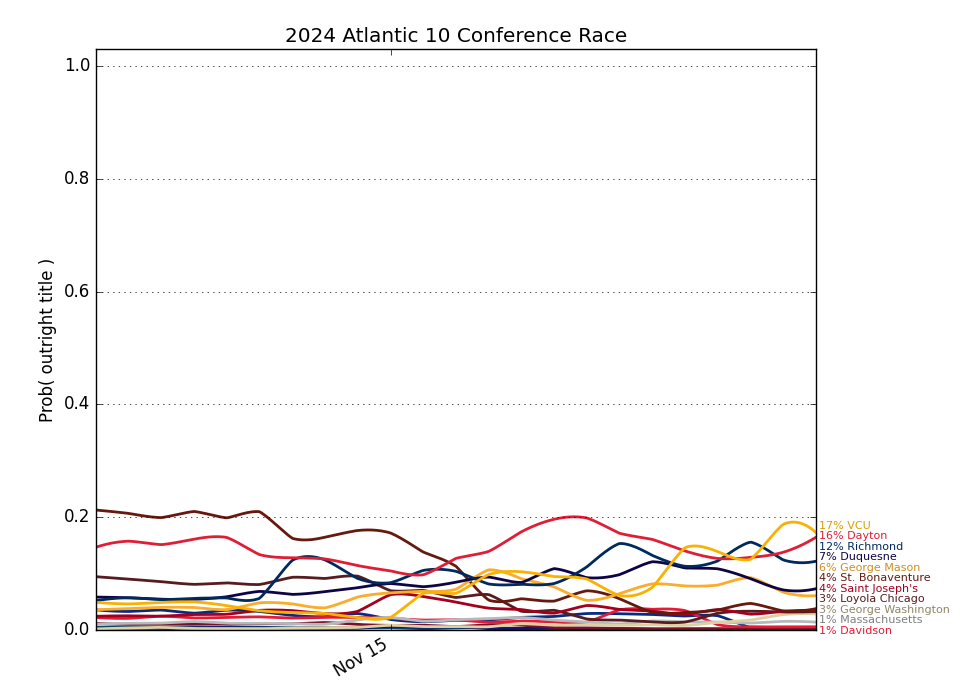 2024 Atlantic 10 Conference Race
Prob( outright title )
1.0
0.8
0.6
0.4
0.2
0.0
Nov 15
17% VCU
16% Dayton
12% Richmond
7% Duquesne
6% George Mason
4% St. Bonaventure
4% Saint Joseph's
3% Loyola Chicago
3% George Washington
1% Massachusetts
1% Davidson